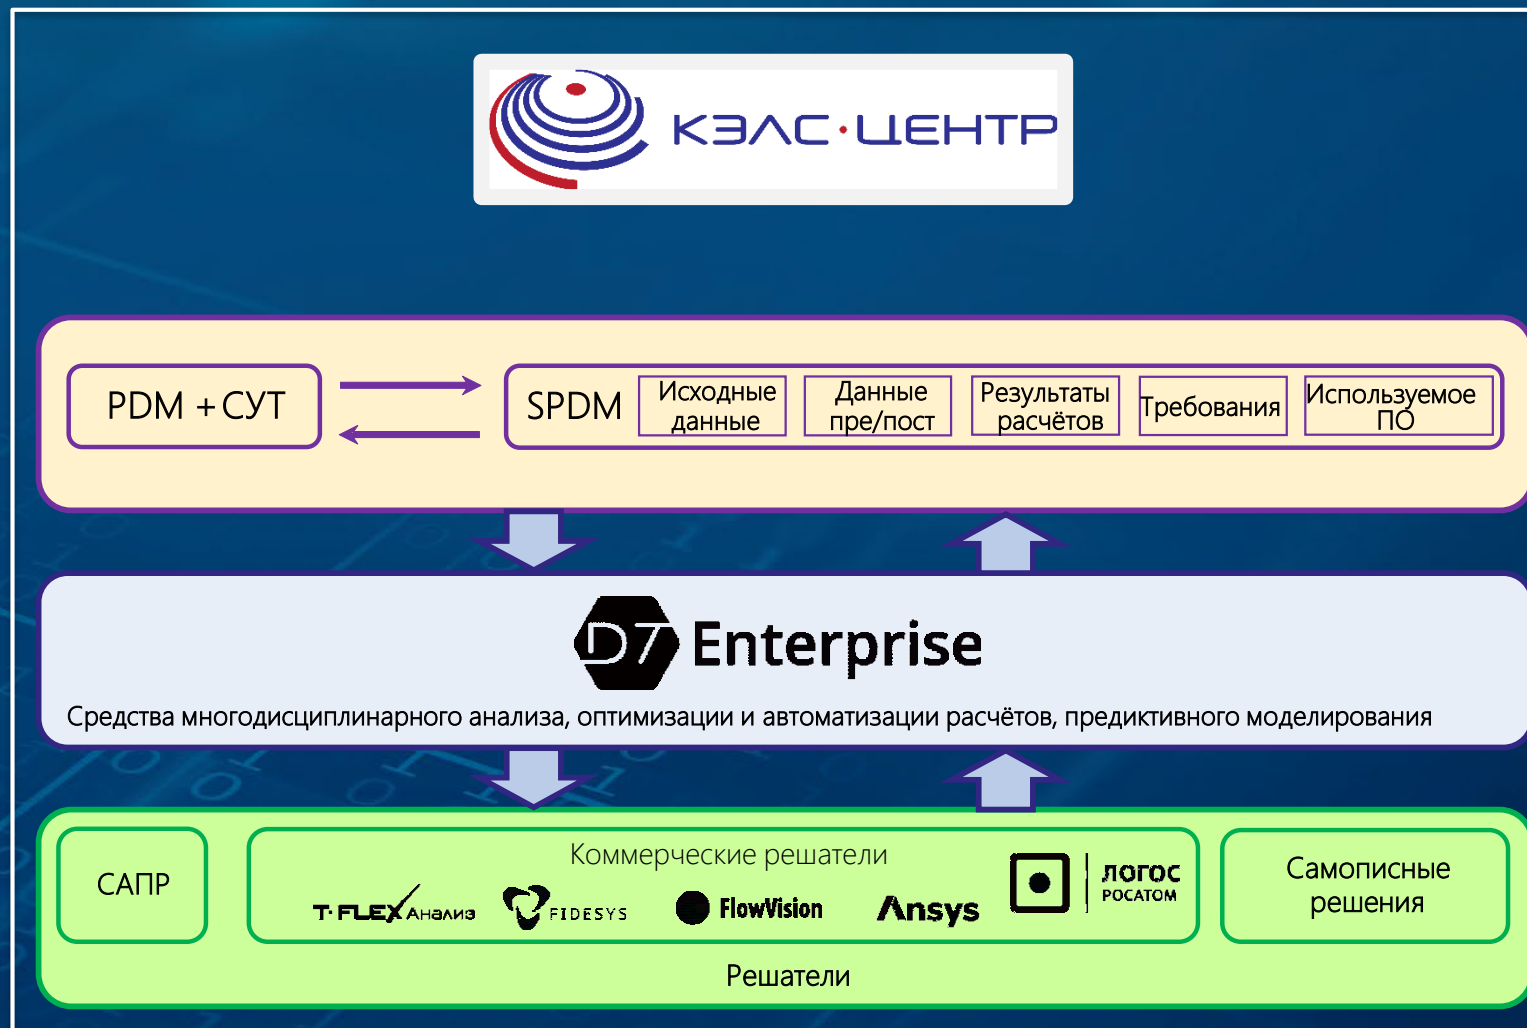 КЭЛС·ЦЕНТР
PDM + СУТ
SPDM
Исходные
данные
Данные
пре/пост
Результаты
расчётов
Требования
Используемое
ПО
D7 Enterprise
Средства многодисциплинарного анализа, оптимизации и автоматизации расчётов, предиктивного моделирования
САПР
Коммерческие решатели
T-FLEX Анализ
FIDESYS
FlowVision
Ansys
ЛОГОС
РОСАТОМ
Самописные
решения
Решатели